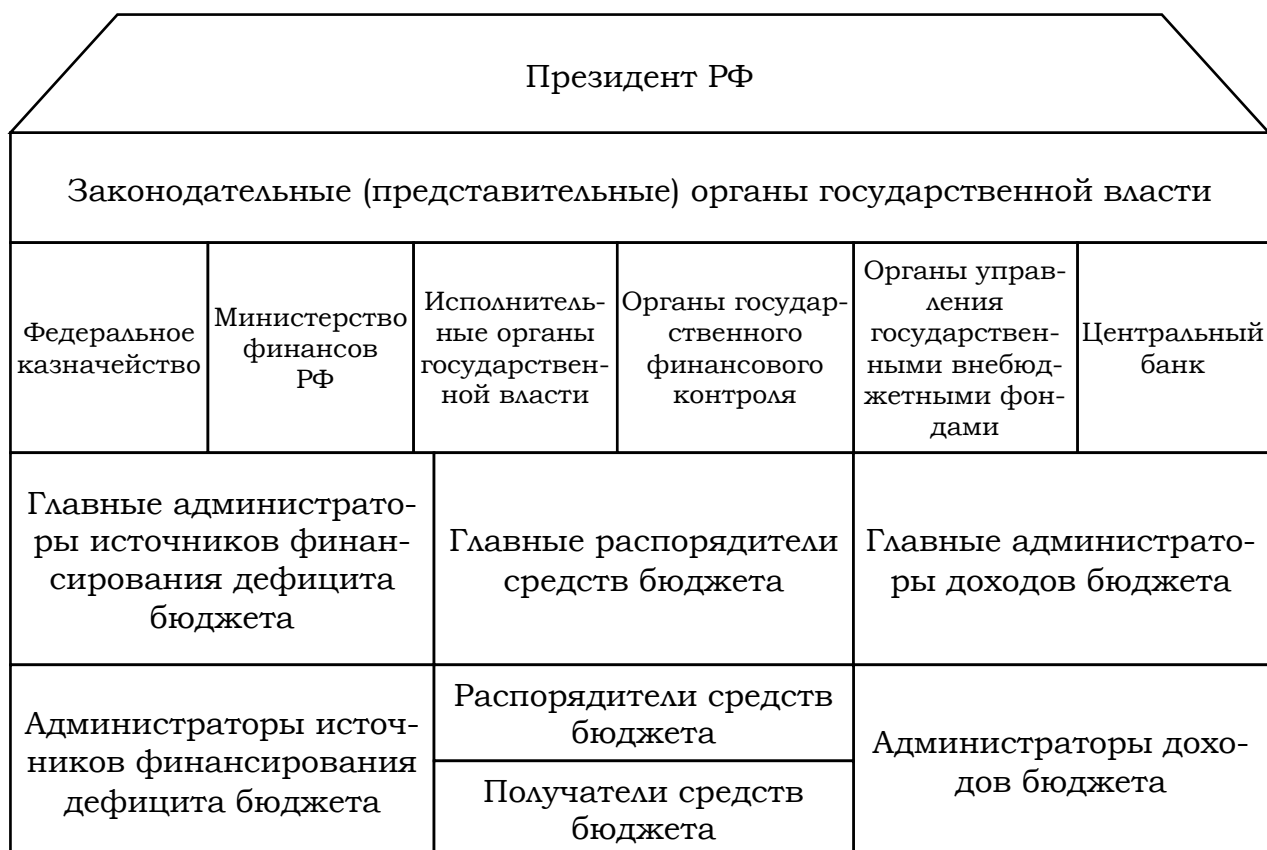 Президент РФ
Законодательные (представительные) органы государственной власти
Федеральное
казначейство
Министерство
финансов
РФ
Исполнитель-
ные органы
государствен-
ной власти
Органы государ-
ственного
финансового
контроля
Органы управ-
ления
государствен-
ными внебюд-
жетными фон-
дами
Центральный
банк
Главные администрато-
ры источников финан-
сирования дефицита
бюджета
Главные распорядители
средств бюджета
Главные администрато-
ры доходов бюджета
Администраторы источ-
ников финансирования
дефицита бюджета
Распорядители средств
бюджета
Получатели средств
бюджета
Администраторы дохо-
дов бюджета